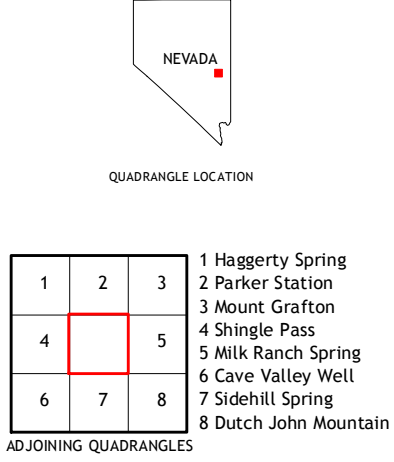 NEVADA
QUADRANGLE LOCATION
1 2 3
4 5
6 7 8
1 Haggerty Spring
2 Parker Station
3 Mount Grafton
4 Shingle Pass
5 Milk Ranch Spring
6 Cave Valley Well
7 Sidehill Spring
8 Dutch John Mountain
ADJOINING QUADRANGLES